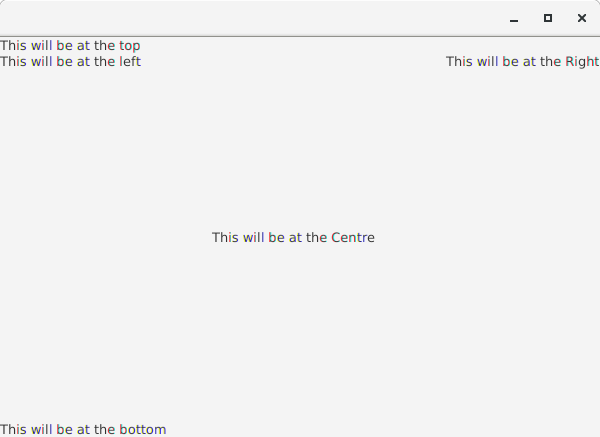 This will be at the top
This will be at the left
This will be at the Right
This will be at the Centre
This will be at the bottom